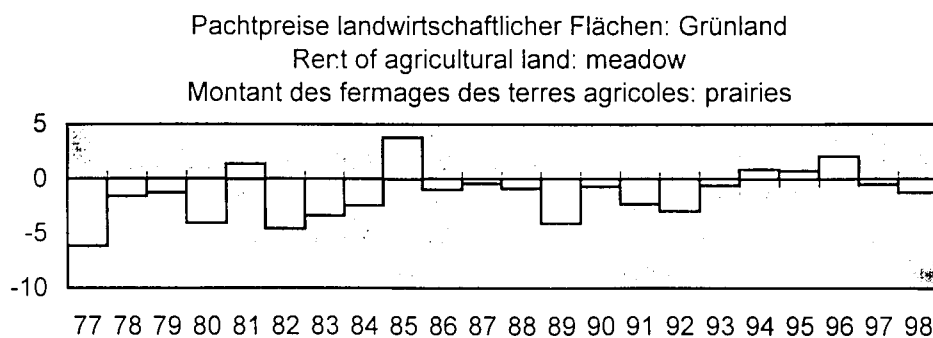 Pachtpreise landwirtschaftlicher Flächen: Grünland
Rent of agricultural land: meadow
Montant des fermages des terres agricoles: prairies
5
0
-5
-10
77 78 79 80 81 82 83 84 85 86 87 88 89 90 91 92 93 94 95 96 97 98